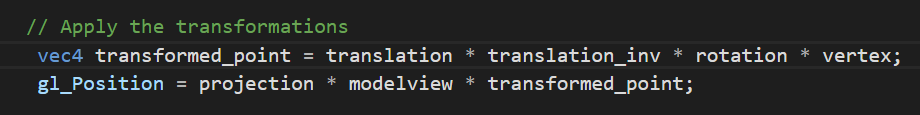 // Apply the transformations
vec4 transformed_point = translation * translation_inv * rotation * vertex;
gl_Position = projection * modelview * transformed_point;